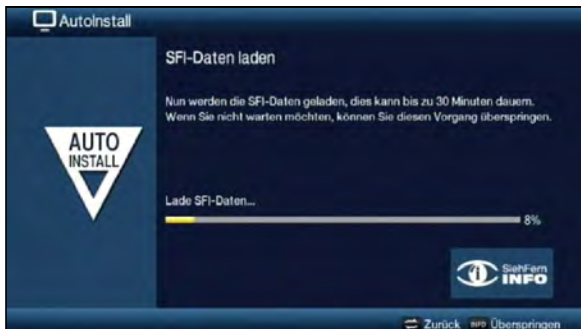 AutoInstall
SFI-Daten laden
Nun werden die SFI-Daten geladen, dies kann bis zu 30 Minuten dauern.
Wenn Sie nicht warten möchten, können Sie diesen Vorgang überspringen.
AUTO
INSTALL
Lade SFI-Daten...
8%
SiehFern
INFO
Zurück INFO Überspringen